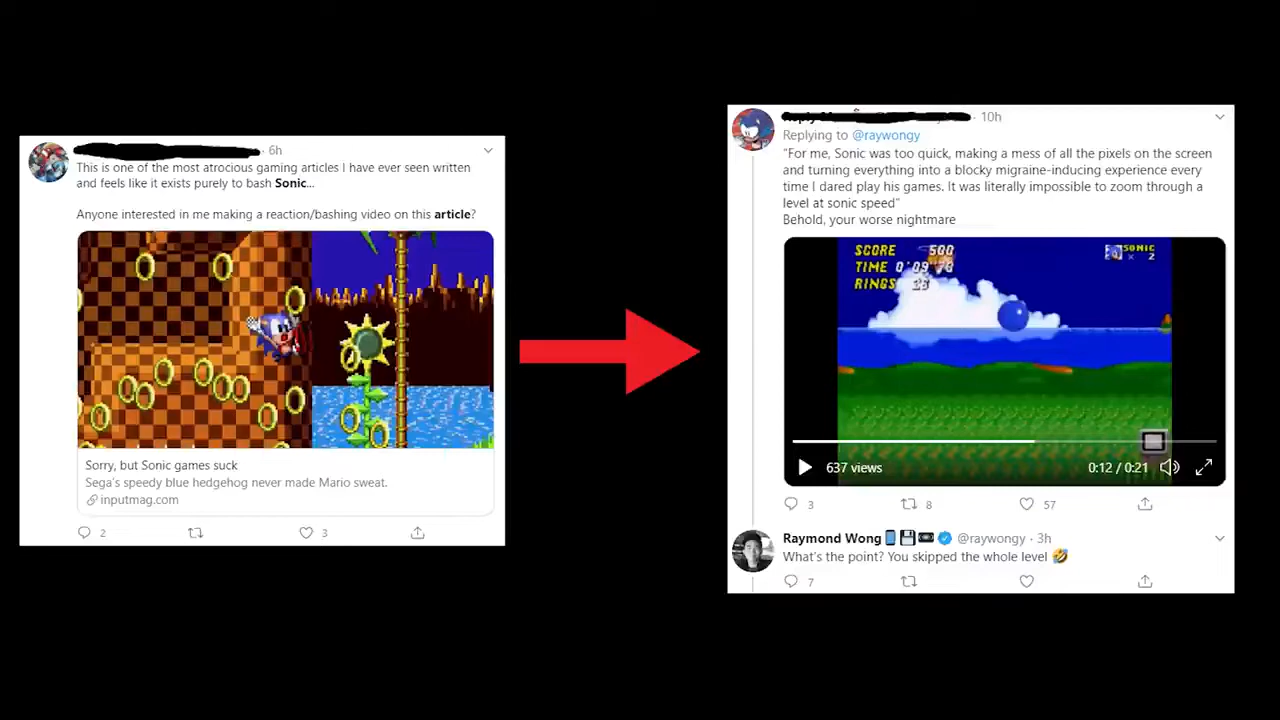 6h
This is one of the most atrocious gaming articles I have ever seen written
and feels like it exists purely to bash Sonic...
Anyone interested in me making a reaction/bashing video on this article?
Sorry, but Sonic games suck
Sega's speedy blue hedgehog never made Mario sweat.
inputmag.com
2
3
10h
Replying to @raywongy
"For me, Sonic was too quick, making a mess of all the pixels on the screen
and turning everything into a blocky migraine-inducing experience every
time I dared play his games. It was literally impossible to zoom through a
level at sonic speed"
Behold, your worse nightmare
SCORE 500
TIME 0'09"78
RINGS
SONIC
× 2
637 views
0:12 / 0:21
3
8
57
Raymond Wong @raywongy · 3h
What's the point? You skipped the whole level 🤣
7